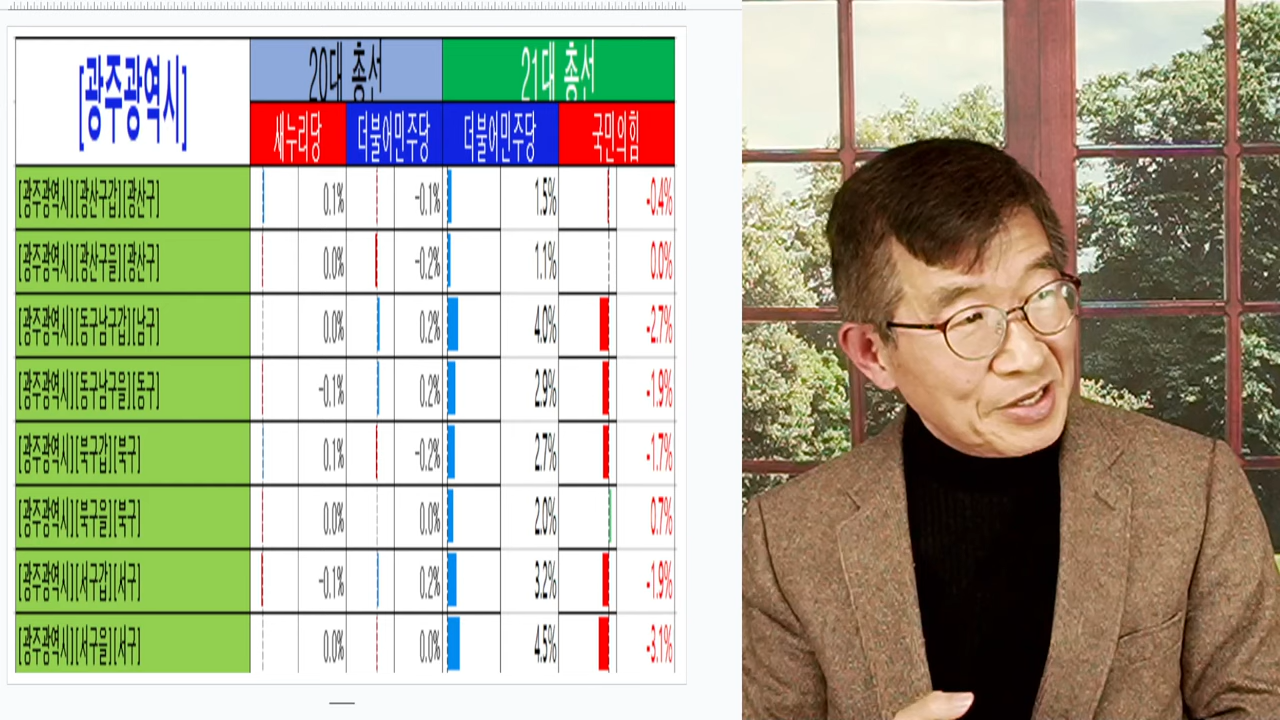 [광주광역시] 20대 총선 21대 총선
새누리당 더불어민주당 더불어민주당 국민의힘
[광주광역시][광산구갑][광산구] 0.1% -0.1% 1.5% -0.4%
[광주광역시][광산구을][광산구] 0.0% -0.2% 1.1% 0.0%
[광주광역시][동구남구갑][남구] 0.0% 0.2% 4.0% -2.7%
[광주광역시][동구남구을][동구] -0.1% 0.2% 2.9% -1.9%
[광주광역시][북구갑][북구] 0.1% -0.2% 2.7% -1.7%
[광주광역시][북구을][북구] 0.0% 0.0% 2.0% 0.7%
[광주광역시][서구갑][서구] -0.1% 0.2% 3.2% -1.9%
[광주광역시][서구을][서구] 0.0% 0.0% 4.5% -3.1%